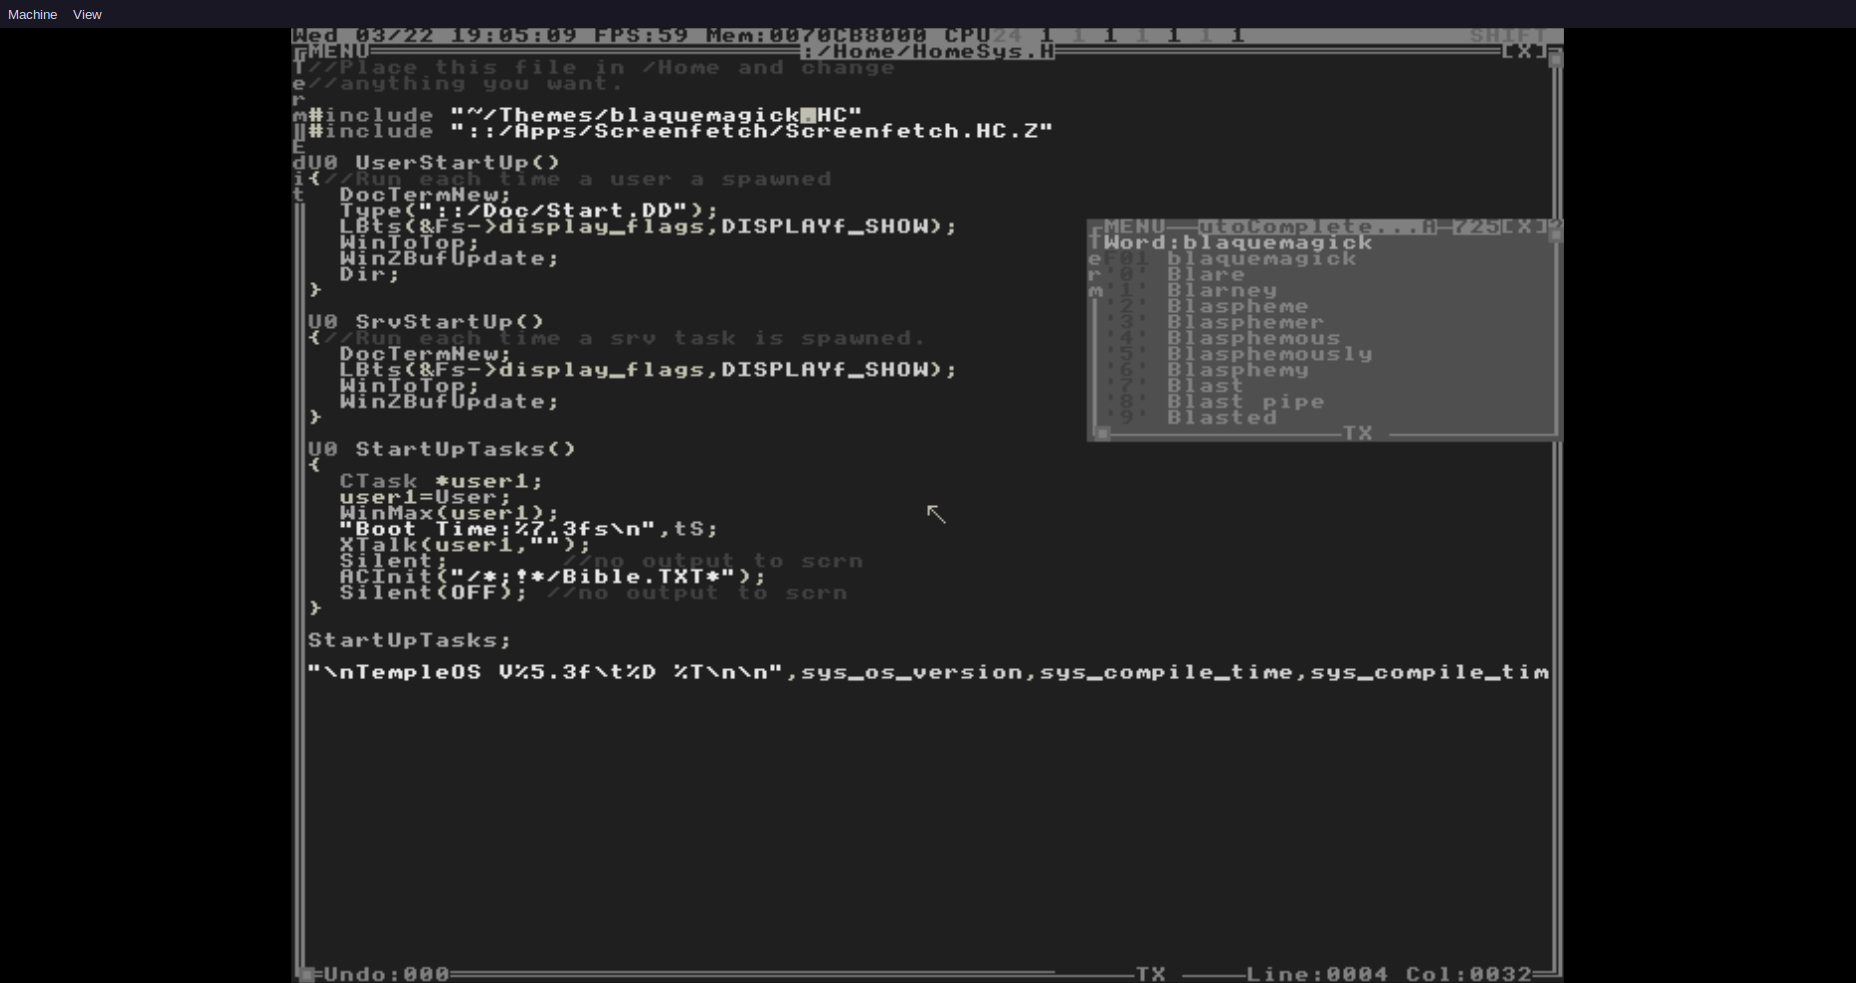 Machine View
Wed 03/22 19:05:09 FPS:59 Mem:0070CB8000 CPU24 1 1 1 1 1 1 1 SHIFT
MENU :/Home/HomeSys.H [X]
Term
Edit
//Place this file in /Home and change
//anything you want.
#include "~/Themes/blaquemagick.HC"
#include "::/Apps/Screenfetch/Screenfetch.HC.Z"
U0 UserStartUp()
{//Run each time a user a spawned
DocTermNew;
Type("::/Doc/Start.DD");
LBts(&Fs->display_flags,DISPLAYf_SHOW);
WinToTop;
WinZBufUpdate;
Dir;
}
U0 SrvStartUp()
{//Run each time a srv task is spawned.
DocTermNew;
LBts(&Fs->display_flags,DISPLAYf_SHOW);
WinToTop;
WinZBufUpdate;
}
U0 StartUpTasks()
{
CTask *user1;
user1=User;
WinMax(user1);
"Boot Time:%7.3fs\n",tS;
XTalk(user1,"");
Silent; //no output to scrn
ACInit("/*;!*/Bible.TXT*");
Silent(OFF); //no output to scrn
}
StartUpTasks;
"\nTempleOS V%5.3f\t%D %T\n\n",sys_os_version,sys_compile_time,sys_compile_tim
MENU utoComplete...A 725[X]
Term
Word:blaquemagick
F01 blaquemagick
'0' Blare
'1' Blarney
'2' Blaspheme
'3' Blasphemer
'4' Blasphemous
'5' Blasphemously
'6' Blasphemy
'7' Blast
'8' Blast pipe
'9' Blasted
TX
Undo:000 TX Line:0004 Col:0032